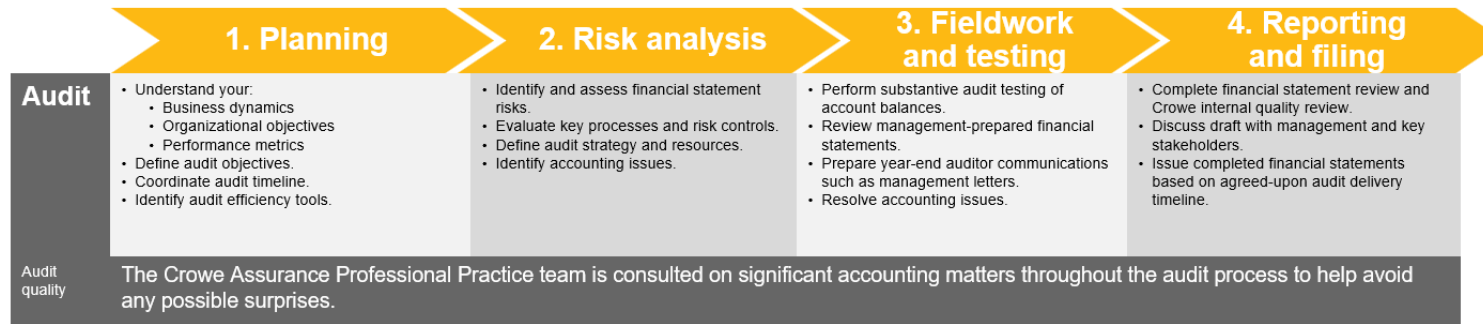 1. Planning
2. Risk analysis
3. Fieldwork
and testing
4. Reporting
and filing
Audit
• Understand your:
• Business dynamics
• Organizational objectives
• Performance metrics
• Define audit objectives.
• Coordinate audit timeline.
• Identify audit efficiency tools.
• Identify and assess financial statement
risks.
• Evaluate key processes and risk controls.
• Define audit strategy and resources.
• Identify accounting issues.
• Perform substantive audit testing of
account balances.
• Review management-prepared financial
statements.
• Prepare year-end auditor communications
such as management letters.
• Resolve accounting issues.
• Complete financial statement review and
Crowe internal quality review.
• Discuss draft with management and key
stakeholders.
• Issue completed financial statements
based on agreed-upon audit delivery
timeline.
Audit
quality
The Crowe Assurance Professional Practice team is consulted on significant accounting matters throughout the audit process to help avoid
any possible surprises.